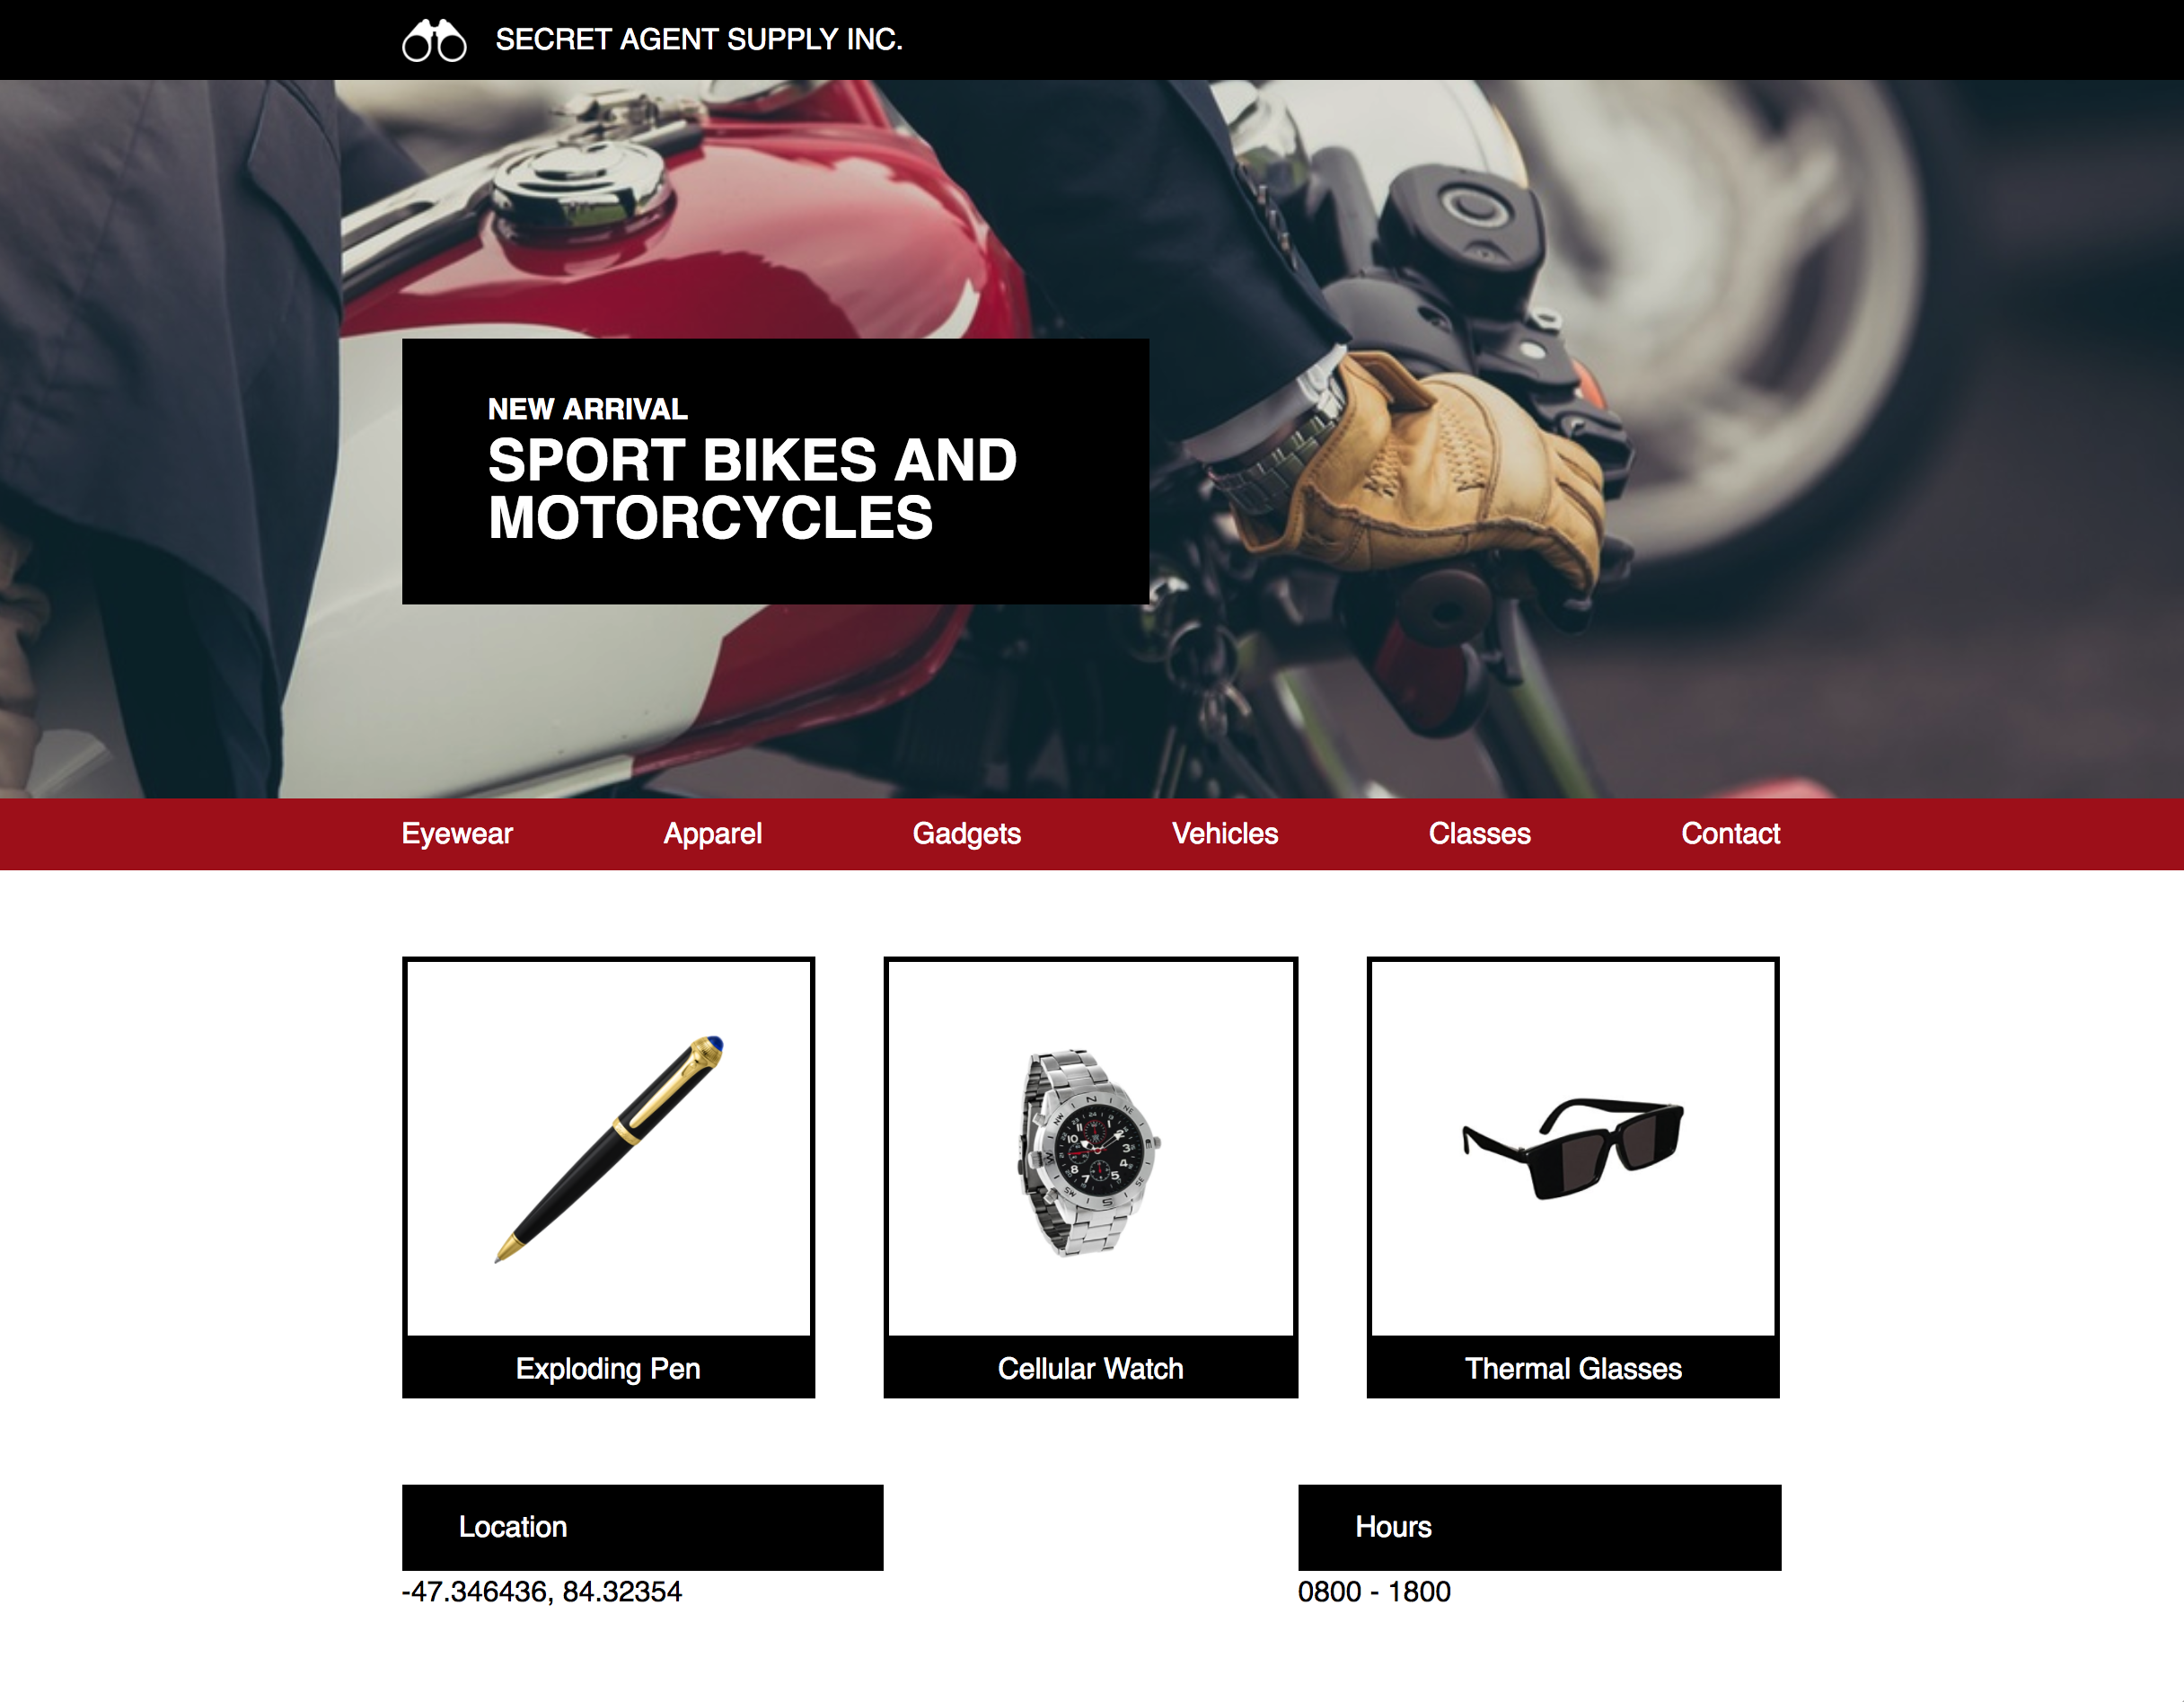 SECRET AGENT SUPPLY INC.
NEW ARRIVAL
SPORT BIKES AND
MOTORCYCLES
Eyewear Apparel Gadgets Vehicles Classes Contact
Exploding Pen Cellular Watch Thermal Glasses
Location Hours
-47.346436, 84.32354 0800 - 1800